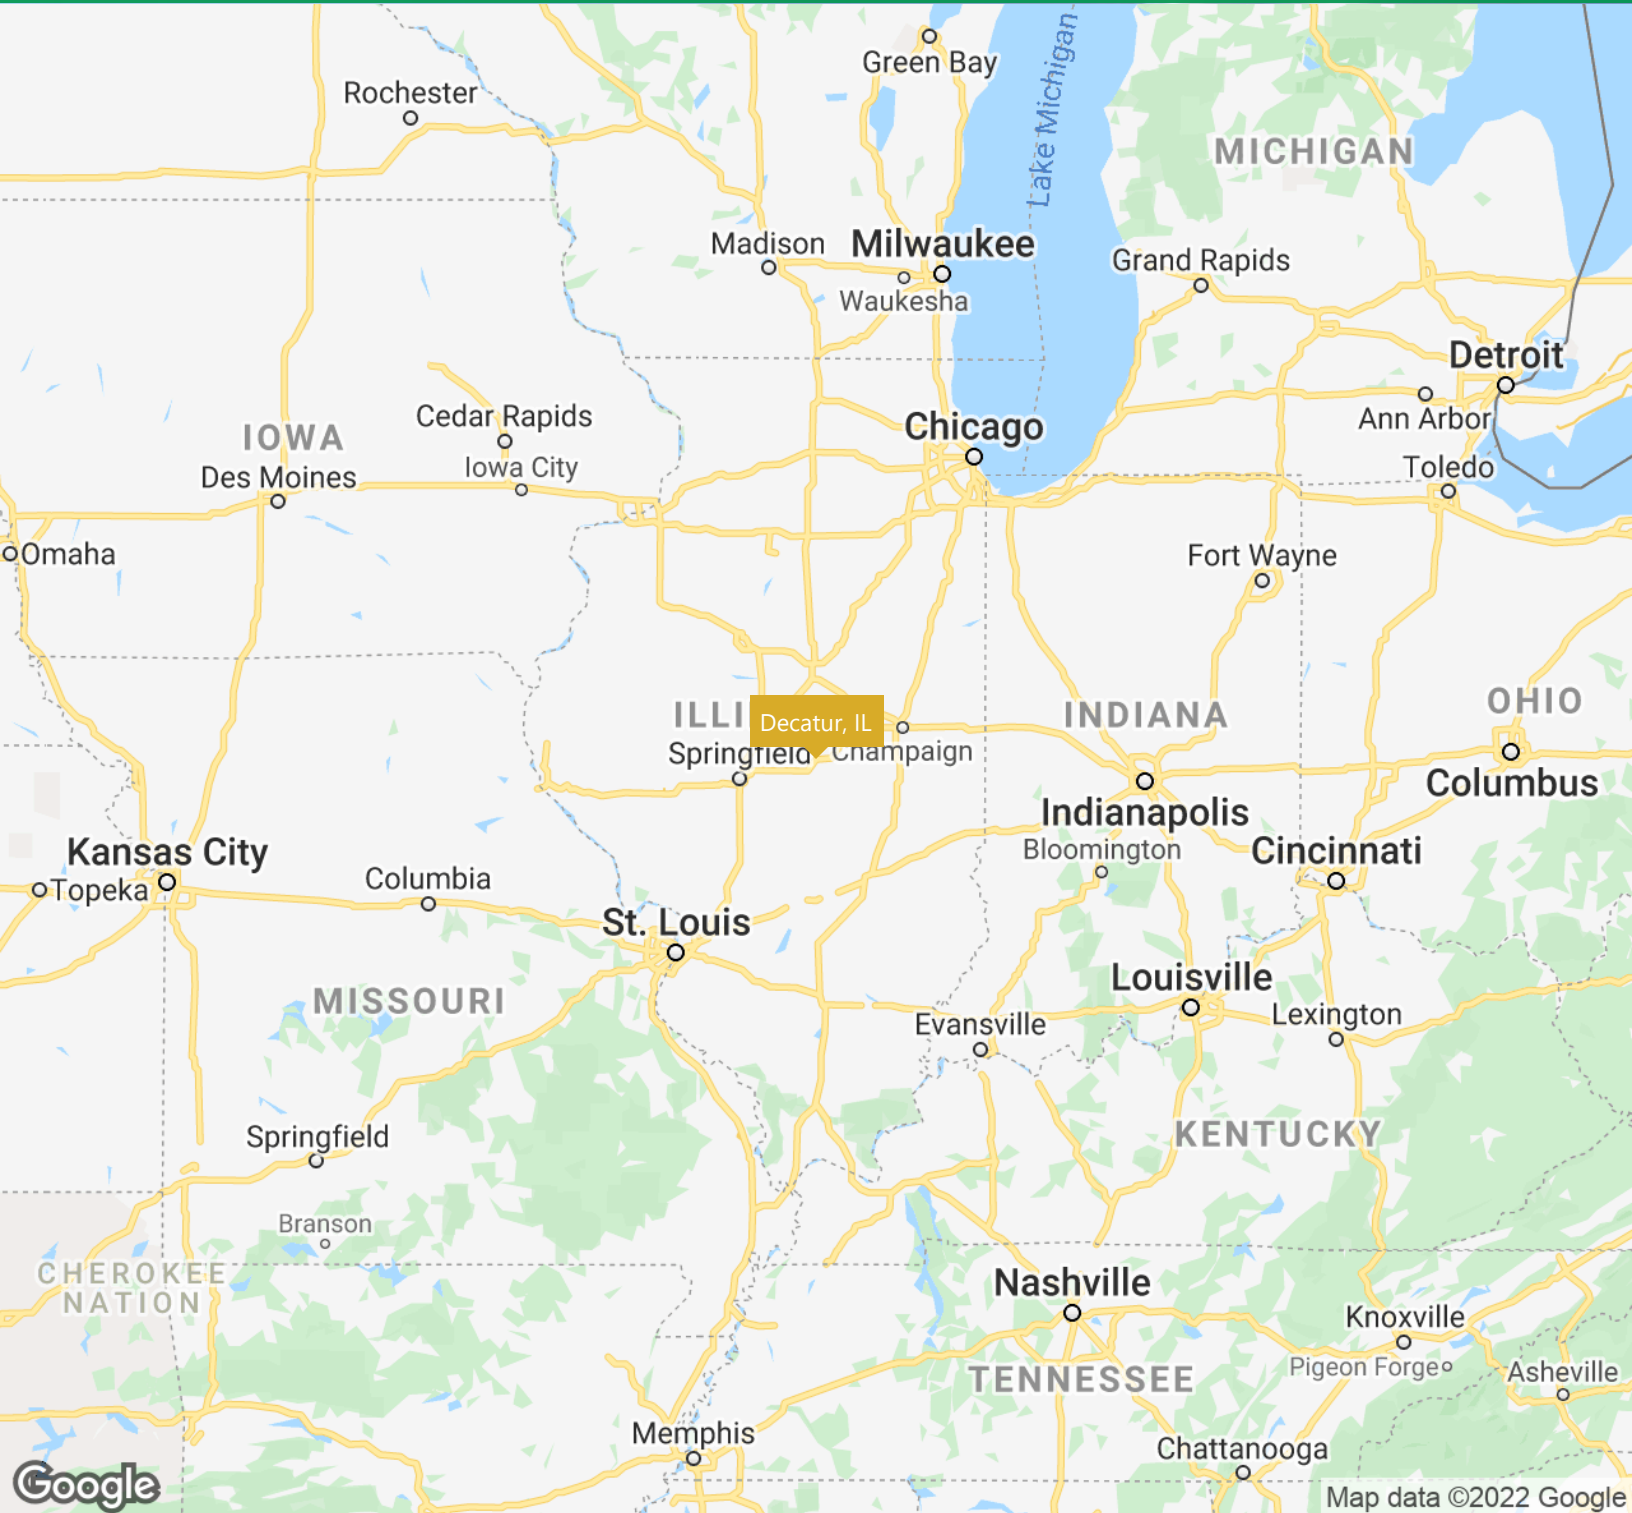 Green Bay
Lake Michigan
Rochester
MICHIGAN
Madison
Milwaukee
Grand Rapids
Waukesha
Detroit
Cedar Rapids
Ann Arbor
Chicago
IOWA
Iowa City
Toledo
Des Moines
Omaha
Fort Wayne
ILLI
Decatur, IL
INDIANA
OHIO
Springfield
Champaign
Columbus
Indianapolis
Bloomington
Cincinnati
Kansas City
Topeka
Columbia
St. Louis
Louisville
MISSOURI
Evansville
Lexington
Springfield
KENTUCKY
Branson
CHEROKEE
NATION
Nashville
Knoxville
Pigeon Forge
TENNESSEE
Asheville
Memphis
Chattanooga
Google
Map data ©2022 Google